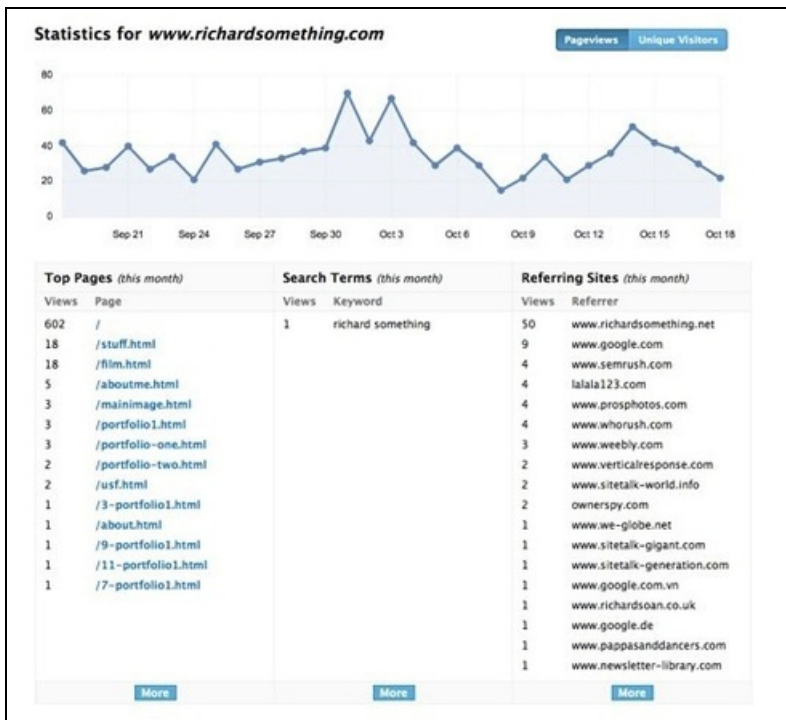 Statistics for www.richardsomething.com
Pageviews Unique Visitors
80
60
40
20
0
Sep 21 Sep 24 Sep 27 Sep 30 Oct 3 Oct 6 Oct 9 Oct 12 Oct 15 Oct 18
Top Pages (this month)
Views Page
602 /
18 /stuff.html
18 /film.html
5 /aboutme.html
3 /mainimage.html
3 /portfolio1.html
3 /portfolio-one.html
2 /portfolio-two.html
2 /usf.html
1 /3-portfolio1.html
1 /about.html
1 /9-portfolio1.html
1 /11-portfolio1.html
1 /7-portfolio1.html
More
Search Terms (this month)
Views Keyword
1 richard something
More
Referring Sites (this month)
Views Referrer
50 www.richardsomething.net
9 www.google.com
4 www.semrush.com
4 lalala123.com
4 www.prosphotos.com
4 www.whorush.com
3 www.weebly.com
2 www.verticalresponse.com
2 www.sitetalk-world.info
2 ownerspy.com
1 www.we-globe.net
1 www.sitetalk-gigant.com
1 www.sitetalk-generation.com
1 www.google.com.vn
1 www.richardsoan.co.uk
1 www.google.de
1 www.pappasanddancers.com
1 www.newsletter-library.com
More